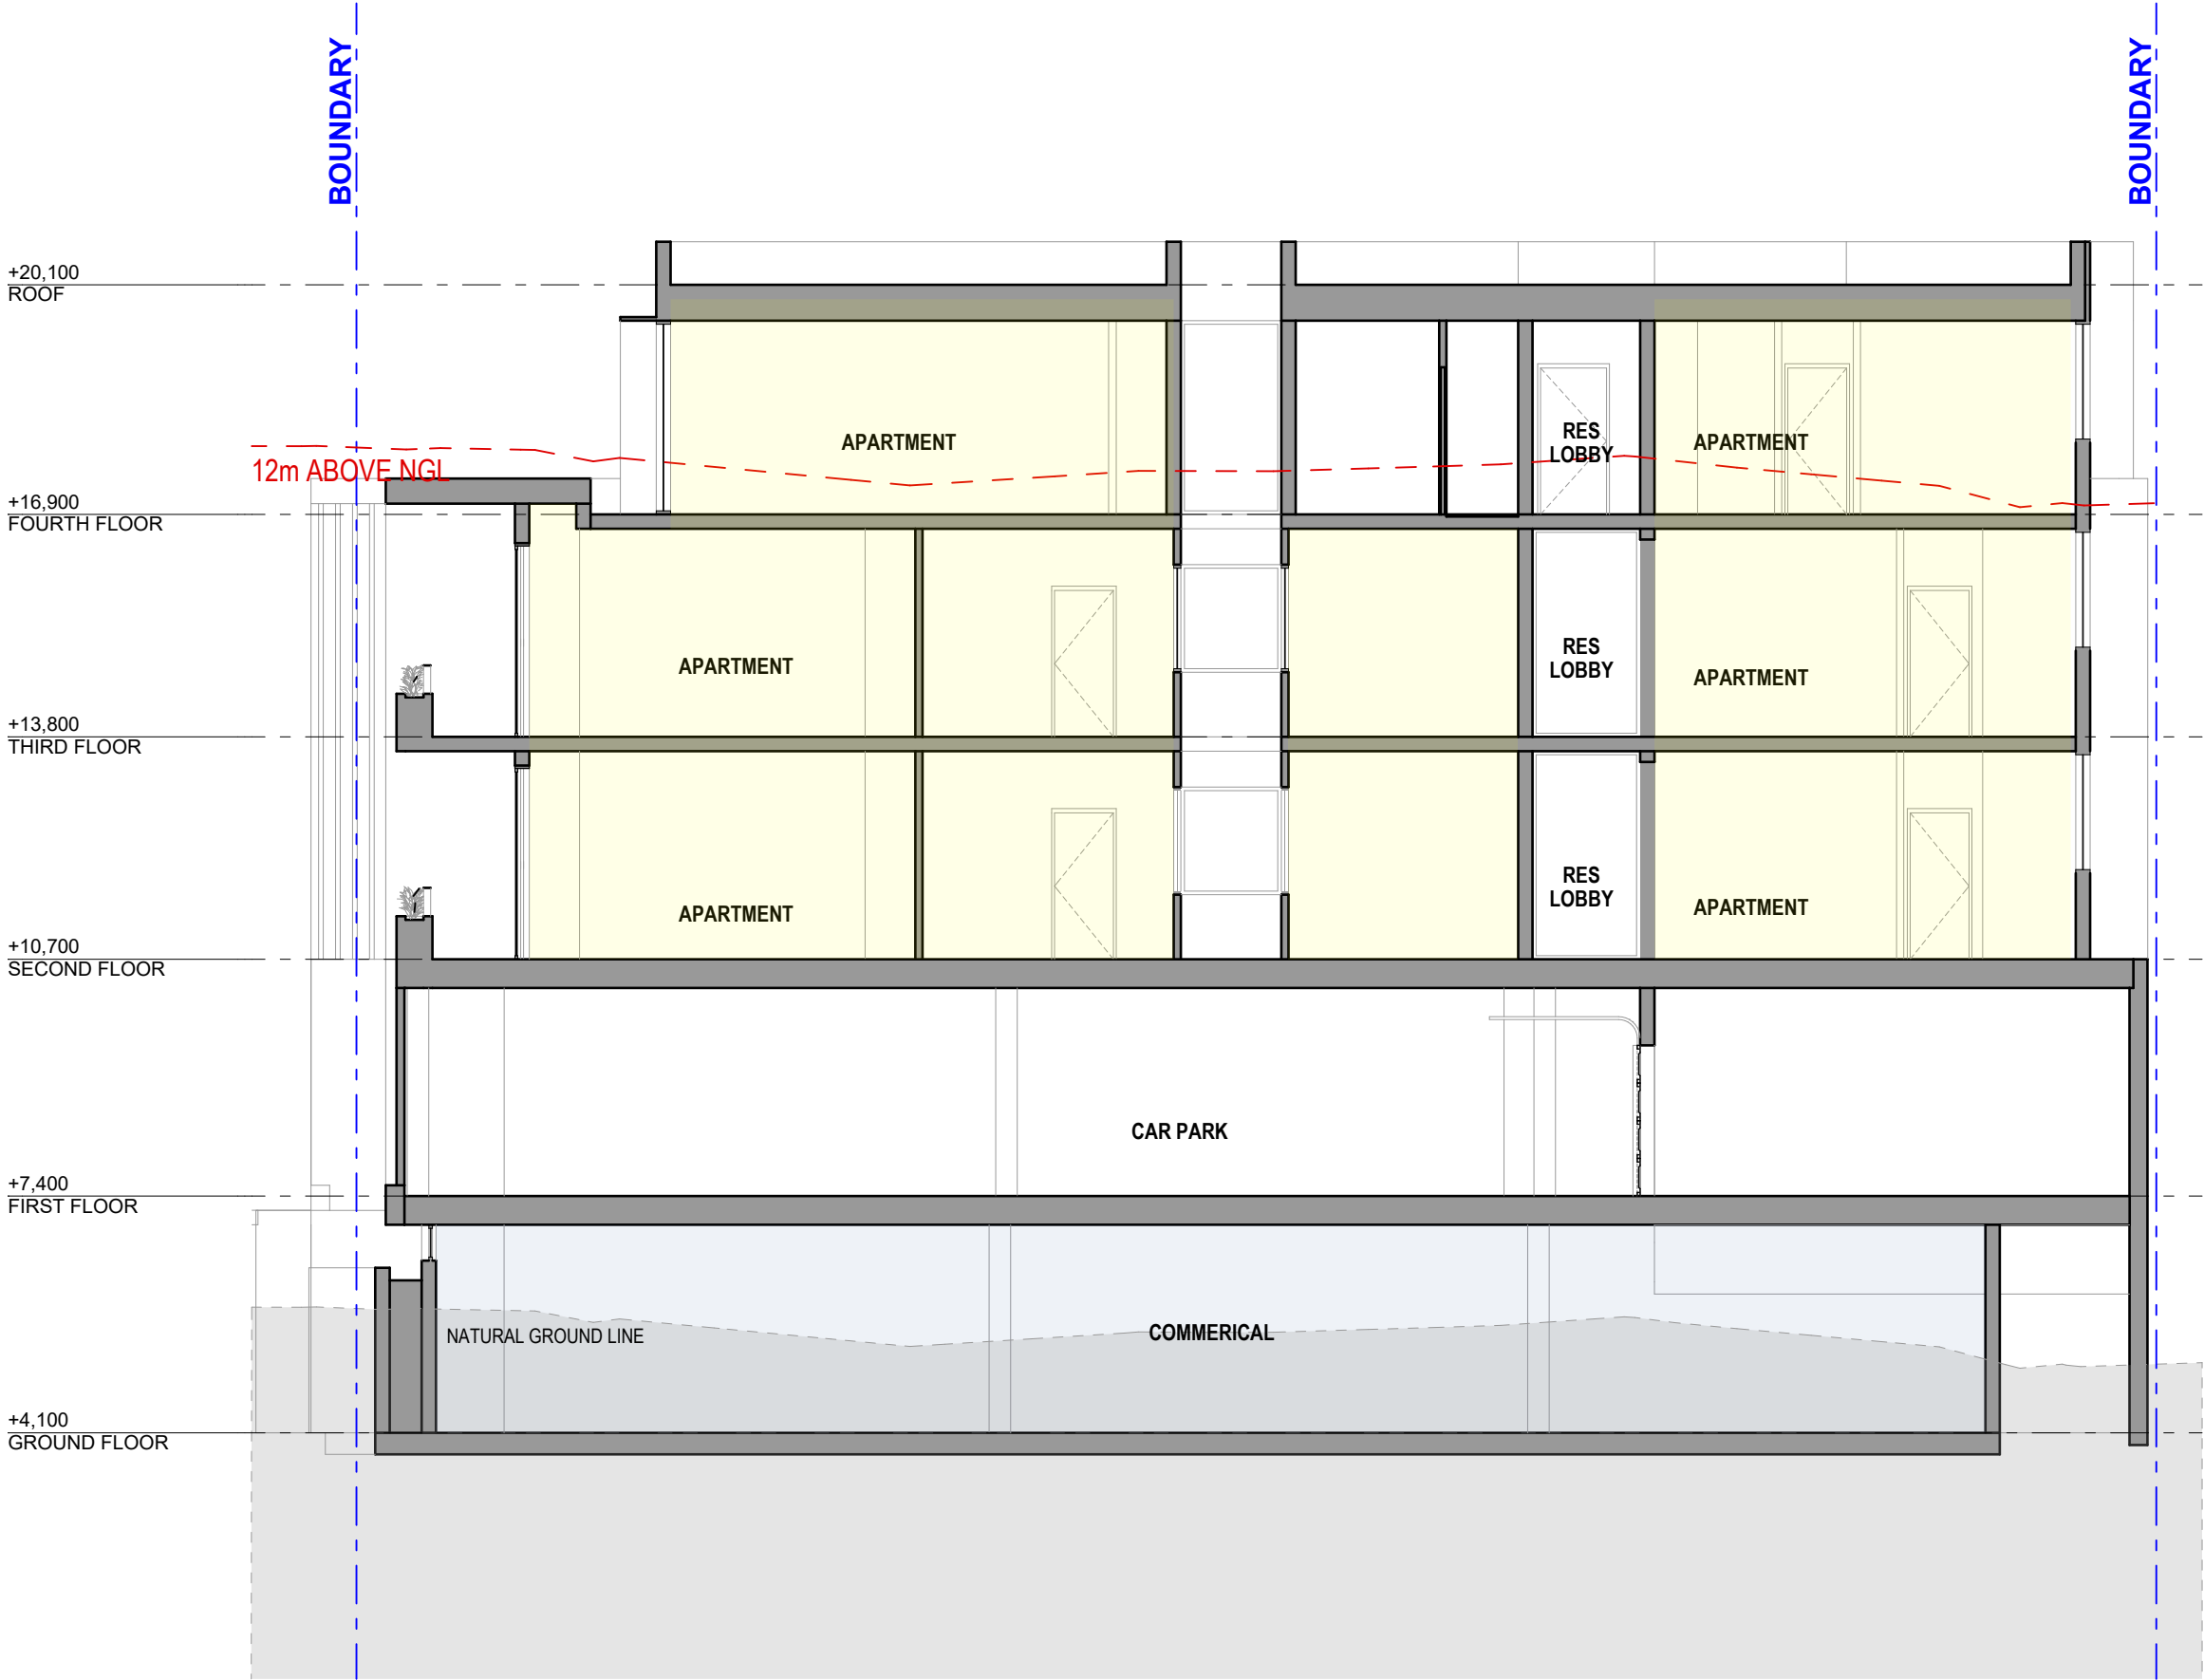 BOUNDARY
BOUNDARY
+20,100
ROOF
APARTMENT
RES
LOBBY
APARTMENT
12m ABOVE NGL
+16,900
FOURTH FLOOR
APARTMENT
RES
LOBBY
APARTMENT
+13,800
THIRD FLOOR
APARTMENT
RES
LOBBY
APARTMENT
+10,700
SECOND FLOOR
CAR PARK
+7,400
FIRST FLOOR
NATURAL GROUND LINE
COMMERICAL
+4,100
GROUND FLOOR